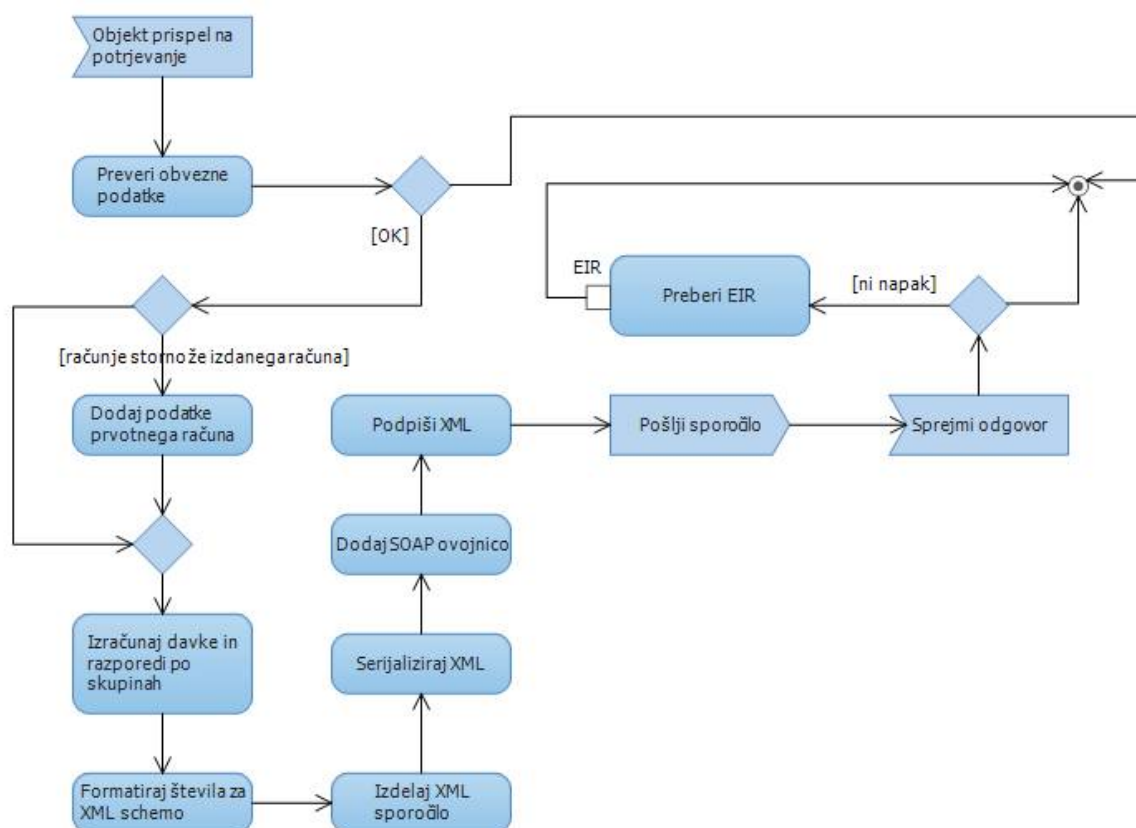 Objekt prispel na
potrjevanje
Preveri obvezne
podatke
[OK]
EIR
Preberi EIR
[ni napak]
[račun je storno že izdanega računa]
Dodaj podatke
prvotnega računa
Podpiši XML
Pošlji sporočilo
Sprejmi odgovor
Dodaj SOAP ovojnico
Izračunaj davke in
razporedi po
skupinah
Serijaliziraj XML
Formatiraj števila za
XML schemo
Izdelaj XML
sporočilo